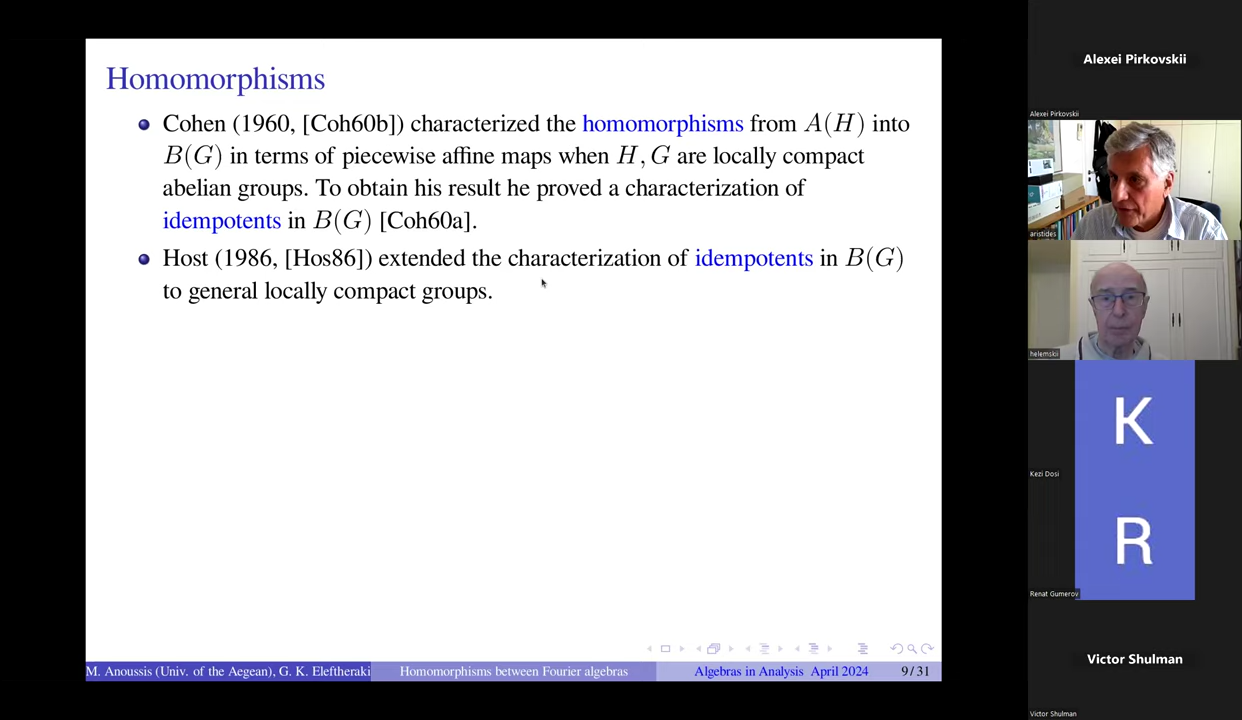 Homomorphisms
Cohen (1960, [Coh60b]) characterized the homomorphisms from A(H) into
B(G) in terms of piecewise affine maps when H, G are locally compact
abelian groups. To obtain his result he proved a characterization of
idempotents in B(G) [Coh60a].
Host (1986, [Hos86]) extended the characterization of idempotents in B(G)
to general locally compact groups.
M. Anoussis (Univ. of the Aegean), G. K. Eleftheraki
Homomorphisms between Fourier algebras
Algebras in Analysis April 2024
9 / 31
Alexei Pirkovskii
Alexei Pirkovskii
aristides
helemskii
K
Kezi Dosi
R
Renat Gumerov
Victor Shulman
Victor Shulman